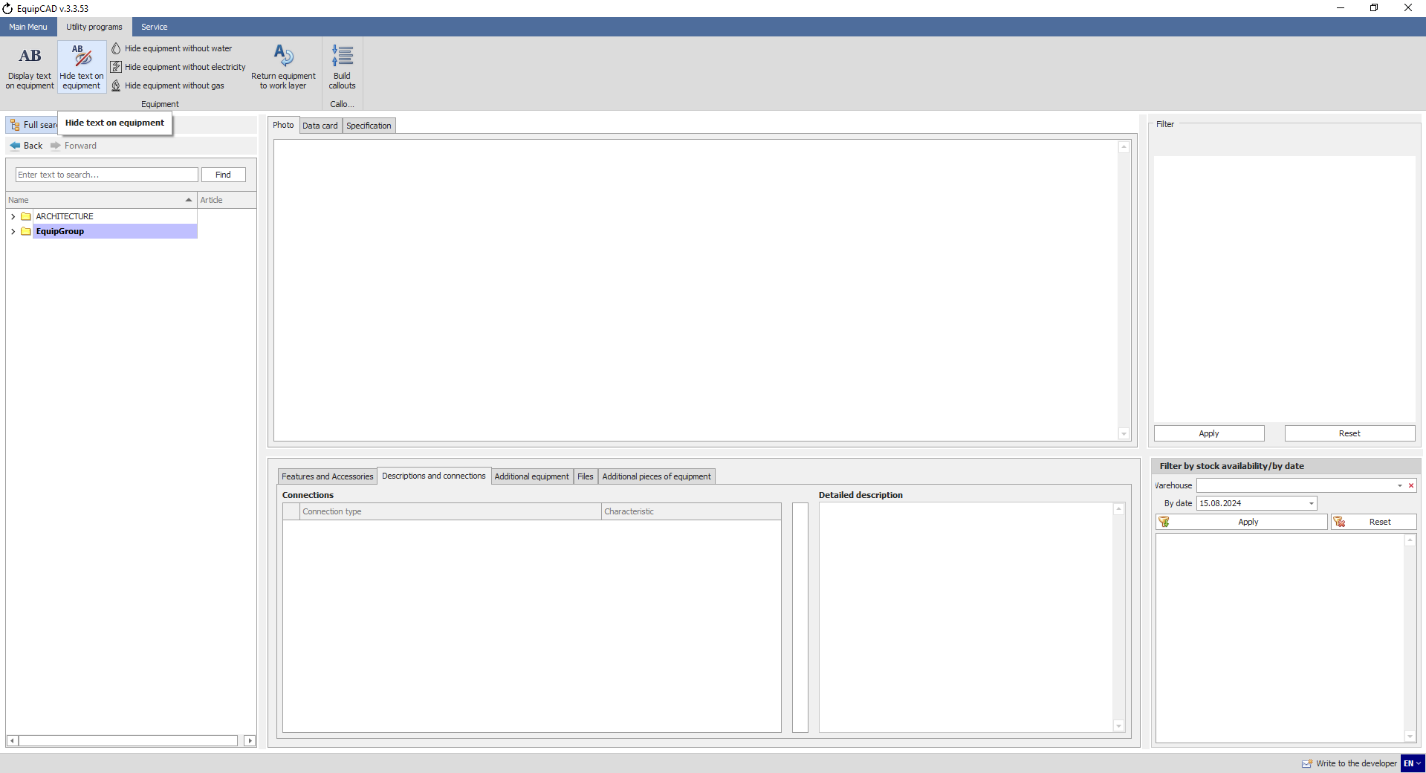 EquipCAD v.3.3.53
Main Menu
Utility programs
Service
AB
Display text
on equipment
AB
Hide text on
equipment
Hide equipment without water
Hide equipment without electricity
Hide equipment without gas
Return equipment
to work layer
Build
callouts
Equipment
Callo...
Full sear
Hide text on equipment
Back
Forward
Enter text to search...
Find
Name
Article
ARCHITECTURE
EquipGroup
Photo
Data card
Specification
Filter
Apply
Reset
Features and Accessories
Descriptions and connections
Additional equipment
Files
Additional pieces of equipment
Connections
Connection type
Characteristic
Detailed description
Filter by stock availability/by date
Warehouse
By date
15.08.2024
Apply
Reset
Write to the developer
EN